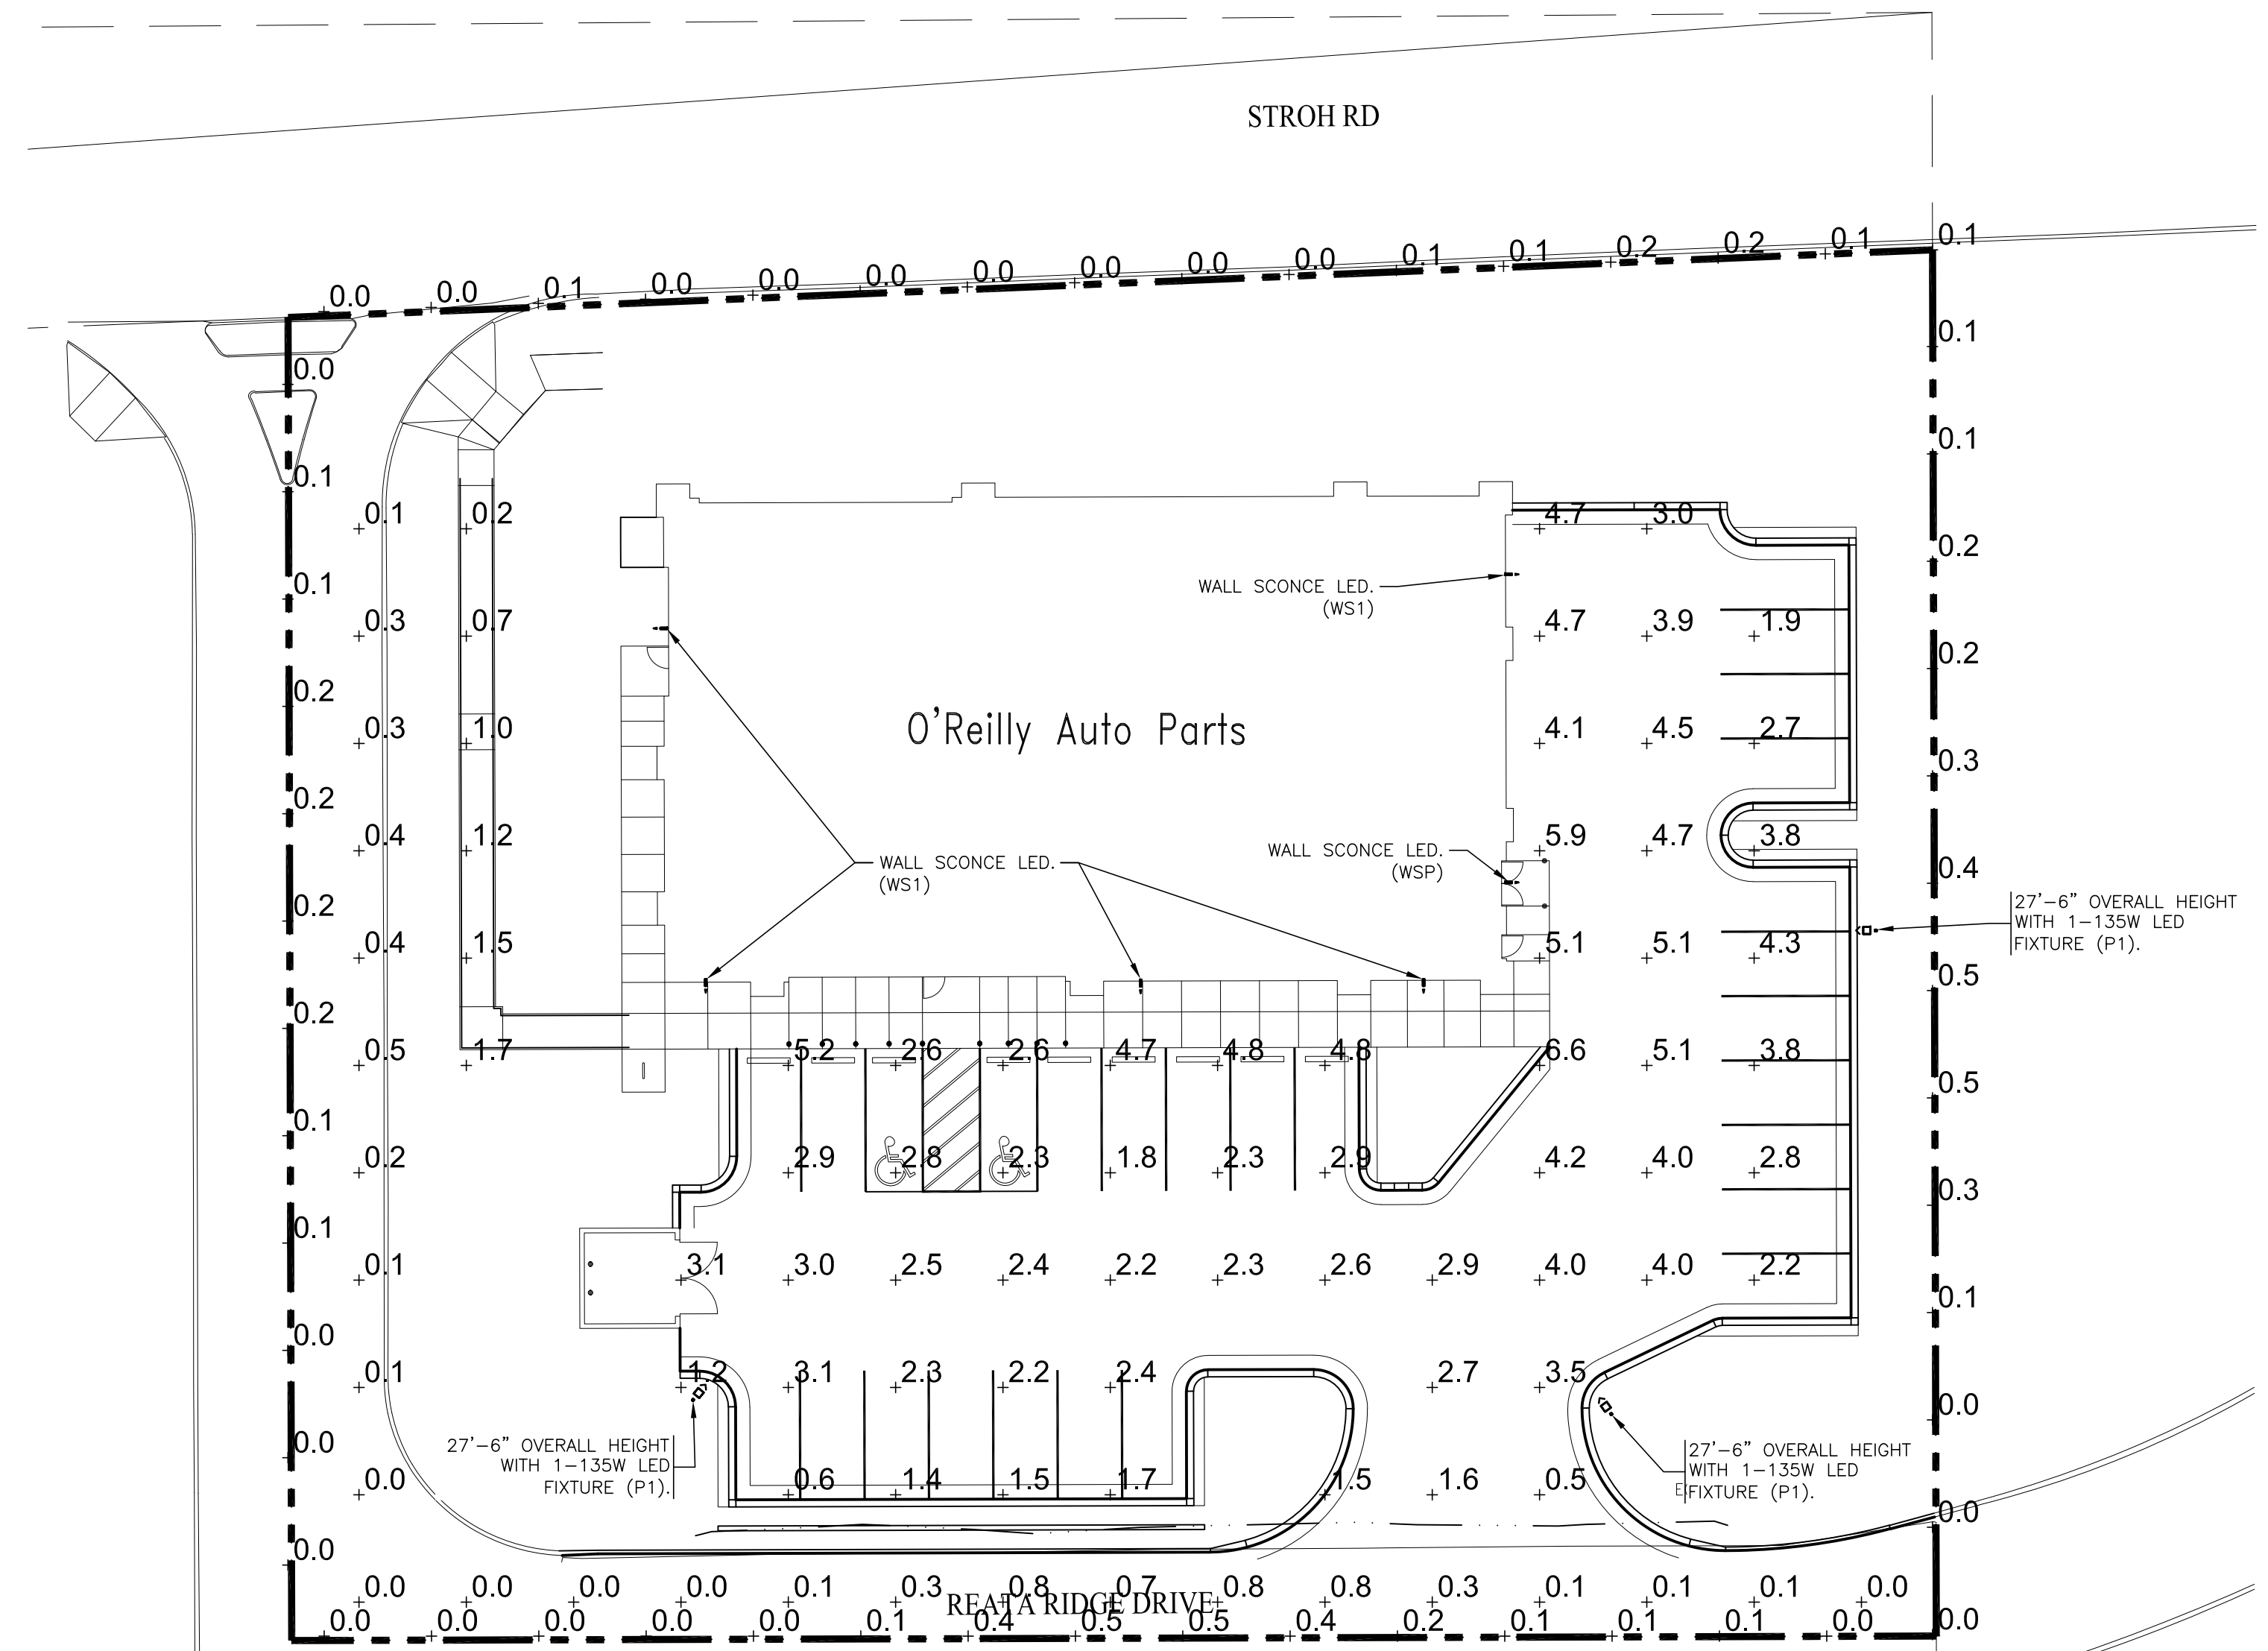 STROH RD
0.0 0.0 0.1 0.0 0.0 0.0 0.0 0.0 0.0 0.0 0.1 0.1 0.2 0.2 0.1 0.1
0.0 0.1
0.1 0.1
0.1 0.2 4.7 3.0
0.1 0.2
WALL SCONCE LED.
(WS1)
0.3 0.7 4.7 3.9 1.9
0.2 0.2
O'Reilly Auto Parts
0.3 1.0 4.1 4.5 2.7
0.2 0.3
0.4 1.2 5.9 4.7 3.8
WALL SCONCE LED.
(WS1)
WALL SCONCE LED.
(WSP)
0.2 0.4
27'-6" OVERALL HEIGHT
WITH 1-135W LED
FIXTURE (P1).
0.4 1.5 5.1 5.1 4.3
0.2 0.5
0.5 1.7 5.2 2.6 2.6 4.7 4.8 4.8 6.6 5.1 3.8
0.1 0.5
0.2 2.9 2.8 2.3 1.8 2.3 2.9 4.2 4.0 2.8
0.1 0.3
0.1 3.1 3.0 2.5 2.4 2.2 2.3 2.6 2.9 4.0 4.0 2.2
0.0 0.1
0.1 1.2 3.1 2.3 2.2 2.4 2.7 3.5
0.0 0.0
27'-6" OVERALL HEIGHT
WITH 1-135W LED
FIXTURE (P1).
27'-6" OVERALL HEIGHT
WITH 1-135W LED
E FIXTURE (P1).
0.0 0.6 1.4 1.5 1.7 1.5 1.6 0.5
0.0 0.0
0.0 0.0 0.0 0.0 0.1 0.3 0.8 0.7 0.8 0.8 0.3 0.1 0.1 0.1 0.0
REATA RIDGE DRIVE
0.0 0.0 0.0 0.0 0.0 0.1 0.4 0.5 0.5 0.4 0.2 0.1 0.1 0.1 0.0 0.0